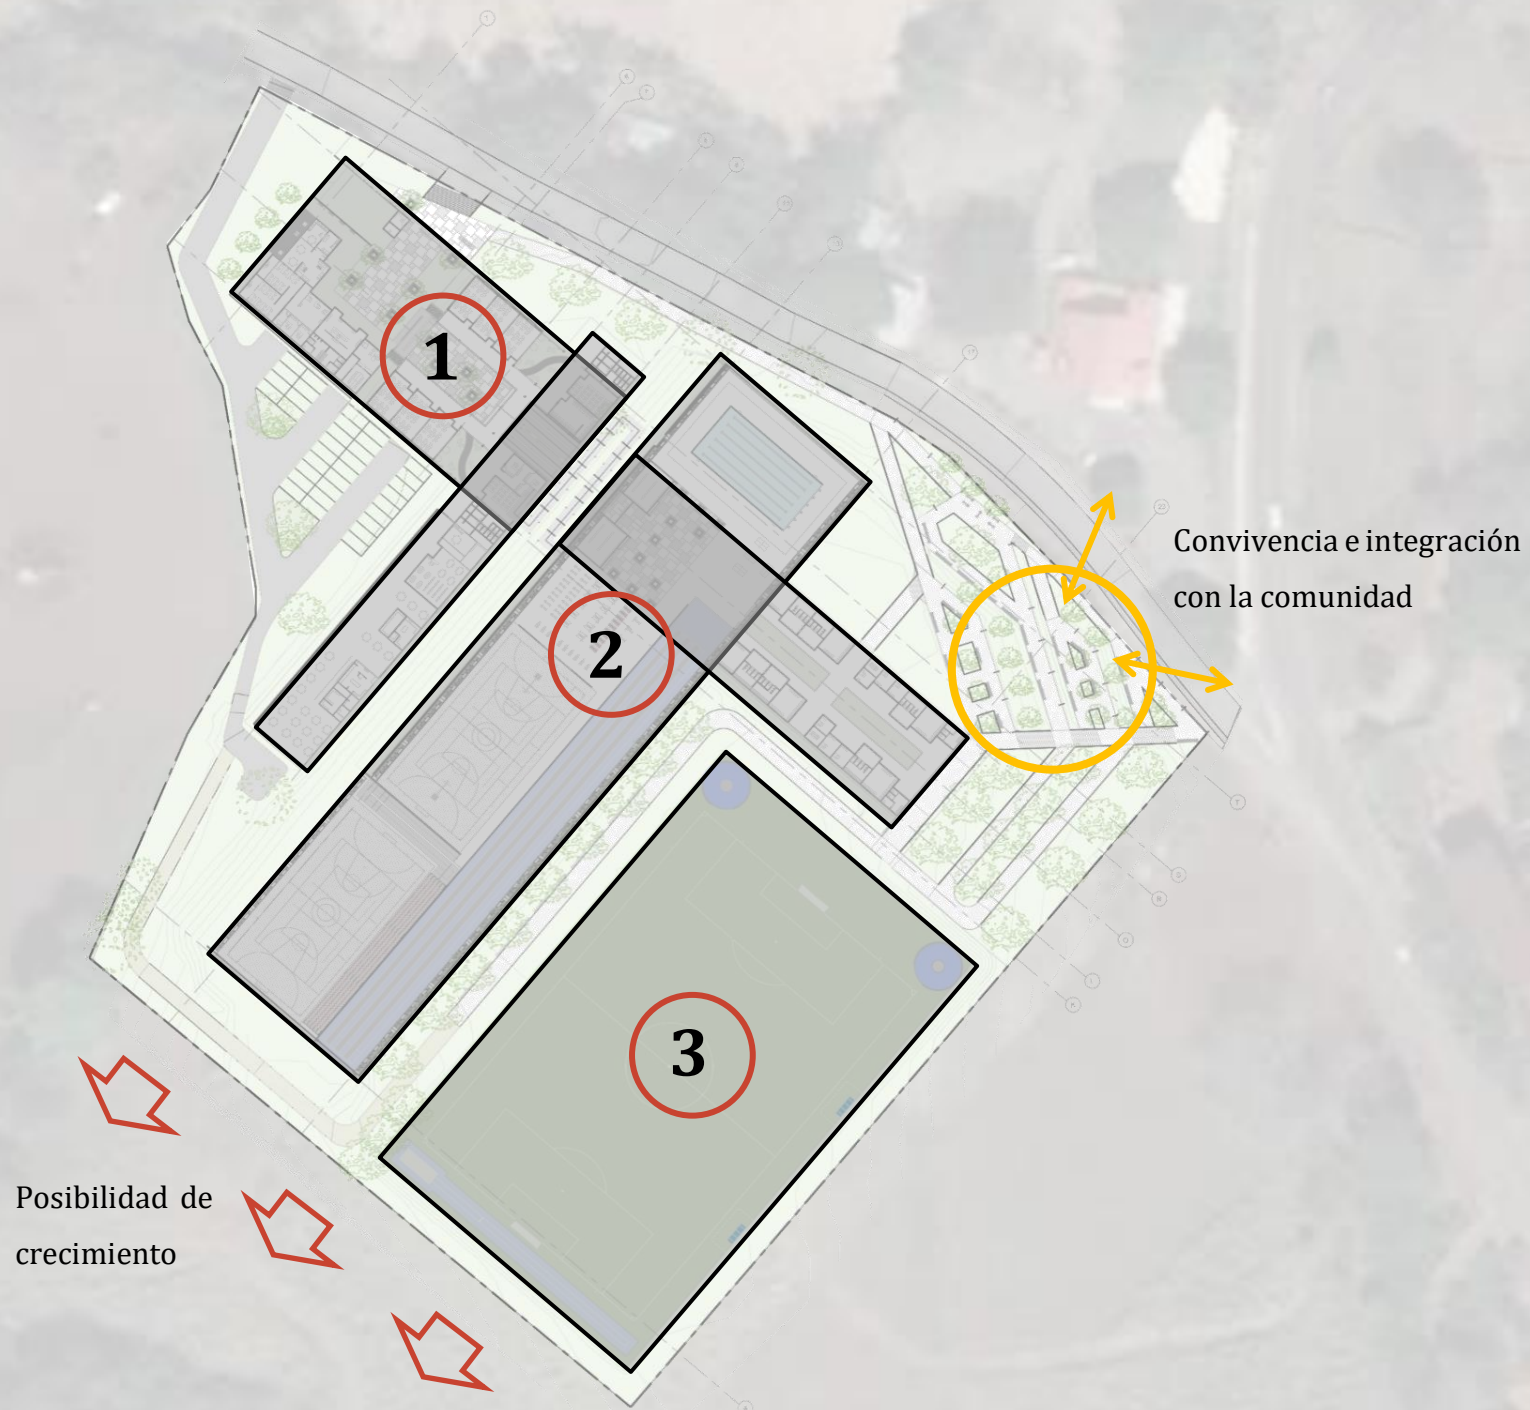 1
Convivencia e integración
con la comunidad
2
3
Posibilidad de
crecimiento